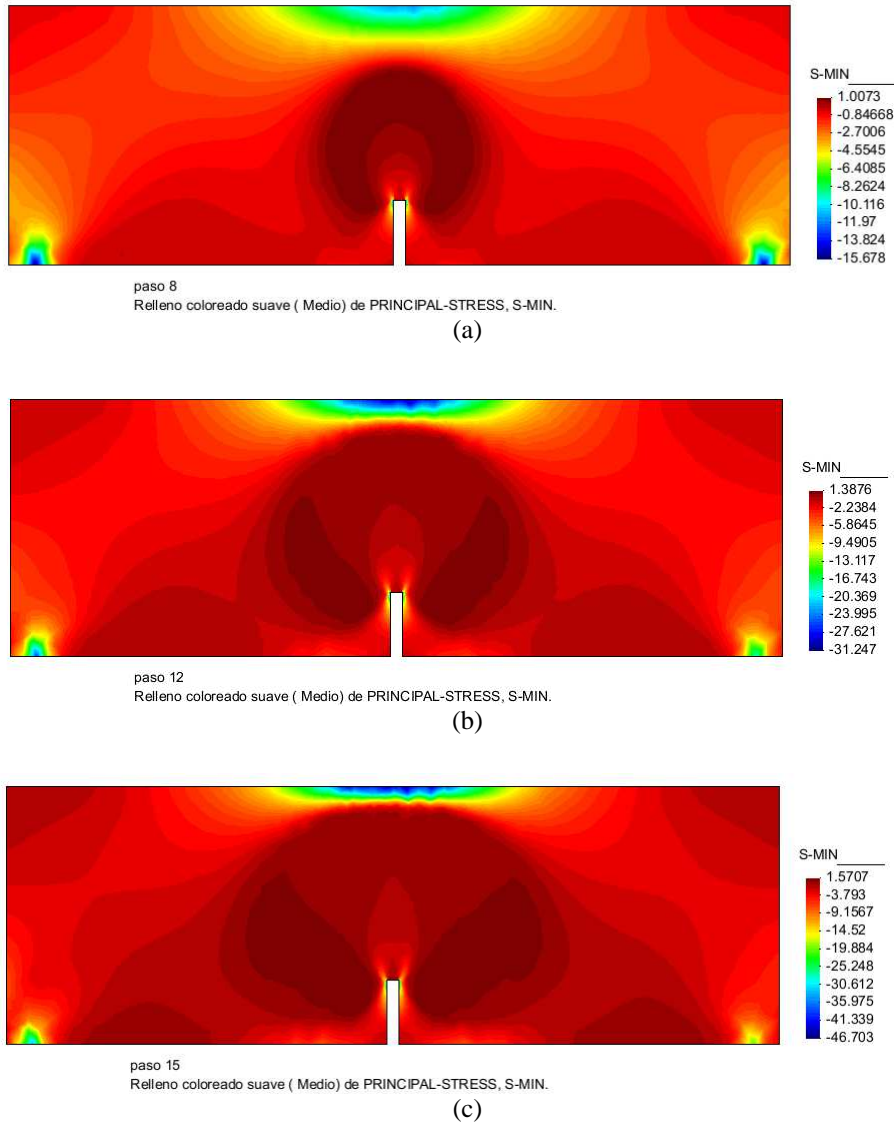 S-MIN
1.0073
-0.84668
-2.7006
-4.5545
-6.4085
-8.2624
-10.116
-11.97
-13.824
-15.678
paso 8
Relleno coloreado suave ( Medio) de PRINCIPAL-STRESS, S-MIN.
(a)
S-MIN
1.3876
-2.2384
-5.8645
-9.4905
-13.117
-16.743
-20.369
-23.995
-27.621
-31.247
paso 12
Relleno coloreado suave ( Medio) de PRINCIPAL-STRESS, S-MIN.
(b)
S-MIN
1.5707
-3.793
-9.1567
-14.52
-19.884
-25.248
-30.612
-35.975
-41.339
-46.703
paso 15
Relleno coloreado suave ( Medio) de PRINCIPAL-STRESS, S-MIN.
(c)